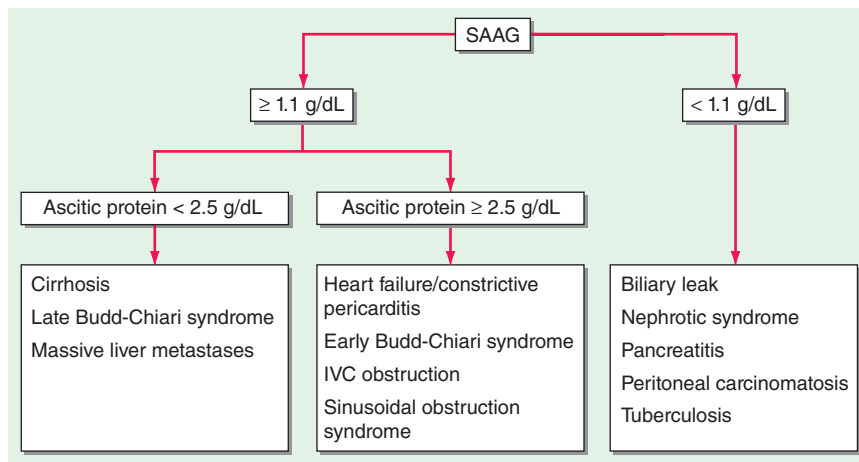 SAAG
≥ 1.1 g/dL
< 1.1 g/dL
Ascitic protein < 2.5 g/dL
Ascitic protein ≥ 2.5 g/dL
Cirrhosis
Late Budd-Chiari syndrome
Massive liver metastases
Heart failure/constrictive
pericarditis
Early Budd-Chiari syndrome
IVC obstruction
Sinusoidal obstruction
syndrome
Biliary leak
Nephrotic syndrome
Pancreatitis
Peritoneal carcinomatosis
Tuberculosis